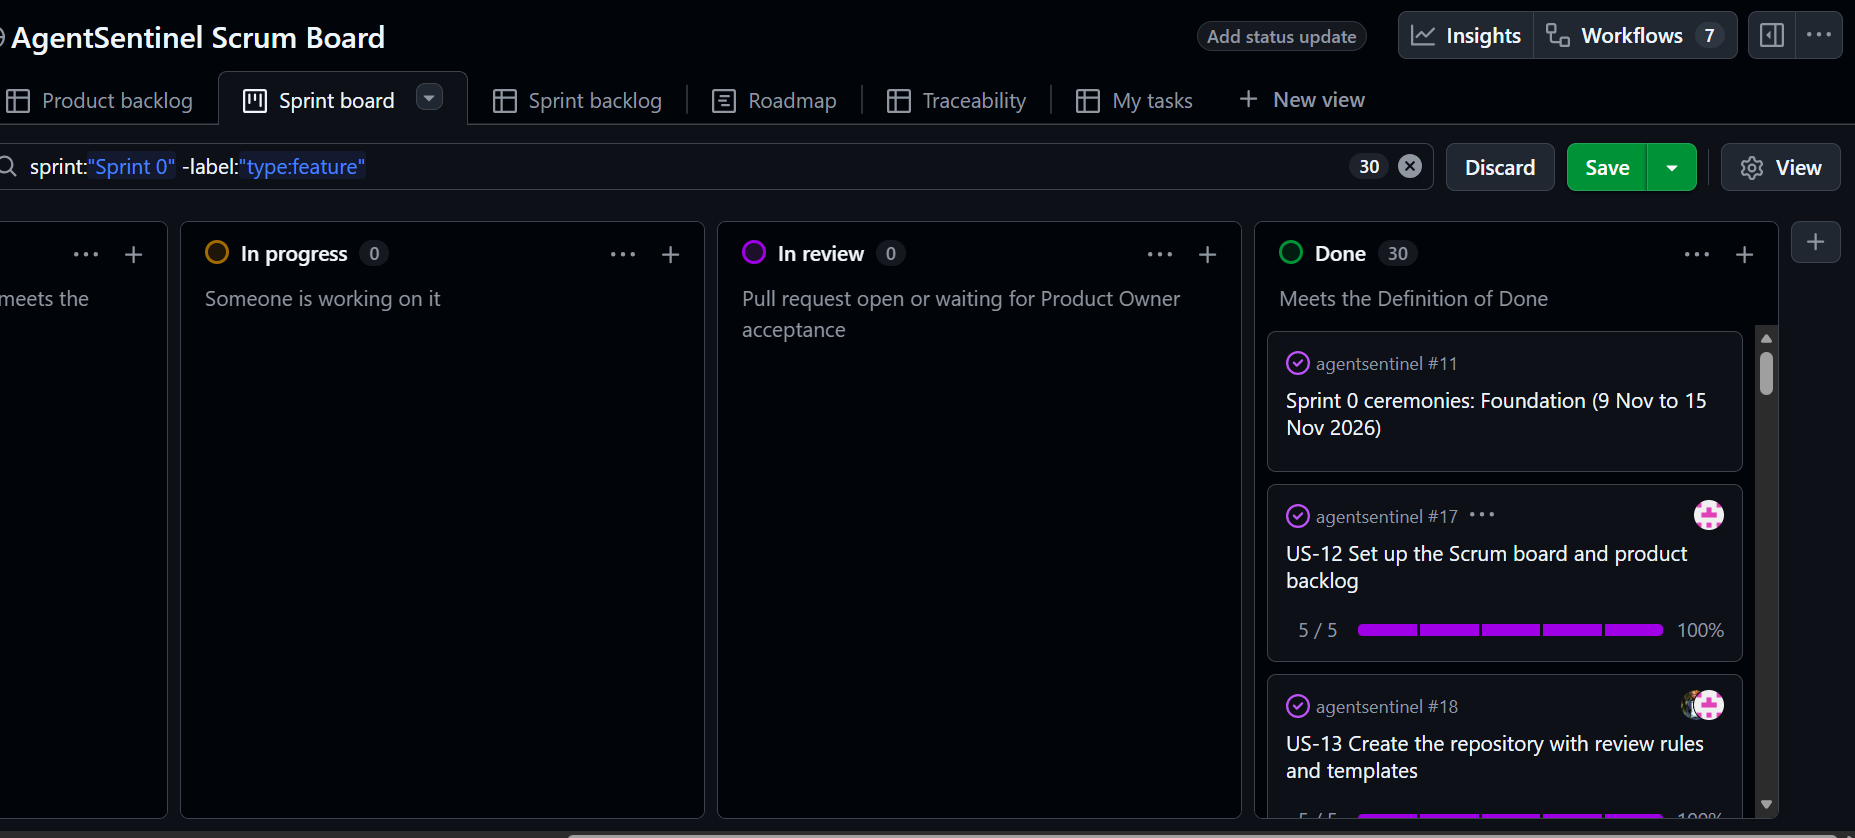 AgentSentinel Scrum Board
Add status update
Insights
Workflows 7
Product backlog
Sprint board
Sprint backlog
Roadmap
Traceability
My tasks
New view
sprint:"Sprint 0" -label:"type:feature"
30
Discard
Save
View
meets the
In progress 0
Someone is working on it
In review 0
Pull request open or waiting for Product Owner
acceptance
Done 30
Meets the Definition of Done
agentsentinel #11
Sprint 0 ceremonies: Foundation (9 Nov to 15
Nov 2026)
agentsentinel #17
US-12 Set up the Scrum board and product
backlog
5 / 5 100%
agentsentinel #18
US-13 Create the repository with review rules
and templates
5 / 5 100%